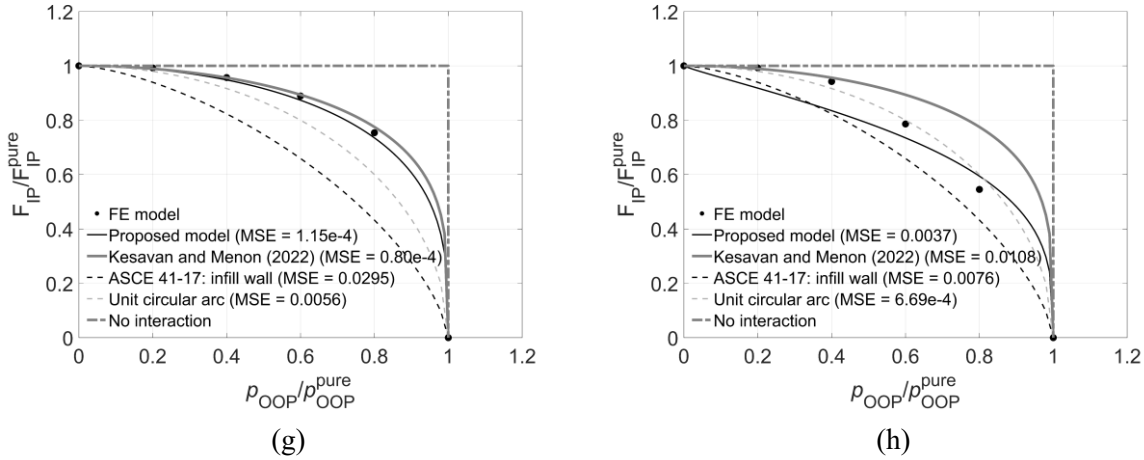 1.2
1
0.8
0.6
0.4
0.2
0
F_IP/F_IP^pure
FE model
Proposed model (MSE = 1.15e-4)
Kesavan and Menon (2022) (MSE = 0.80e-4)
ASCE 41-17: infill wall (MSE = 0.0295)
Unit circular arc (MSE = 0.0056)
No interaction
0 0.2 0.4 0.6 0.8 1 1.2
p_OOP/p_OOP^pure
(g)
1.2
1
0.8
0.6
0.4
0.2
0
F_IP/F_IP^pure
FE model
Proposed model (MSE = 0.0037)
Kesavan and Menon (2022) (MSE = 0.0108)
ASCE 41-17: infill wall (MSE = 0.0076)
Unit circular arc (MSE = 6.69e-4)
No interaction
0 0.2 0.4 0.6 0.8 1 1.2
p_OOP/p_OOP^pure
(h)